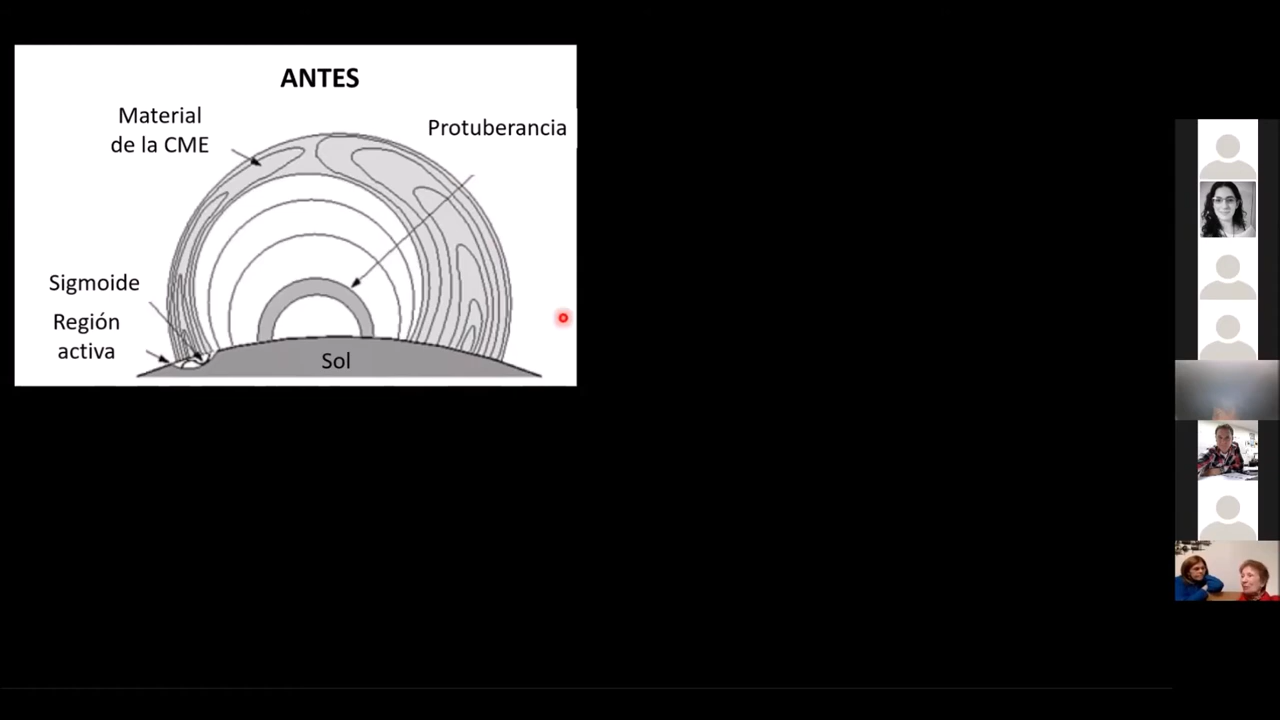 ANTES
Material
de la CME
Protuberancia
Sigmoide
Región
activa
Sol